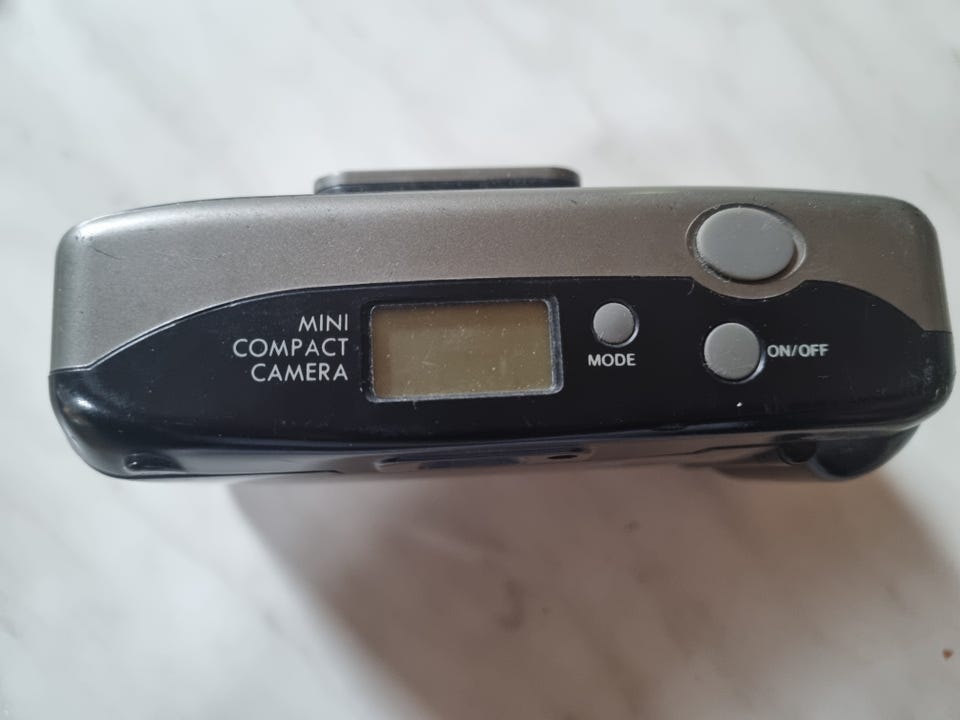 MINI
COMPACT
CAMERA
MODE
ON/OFF